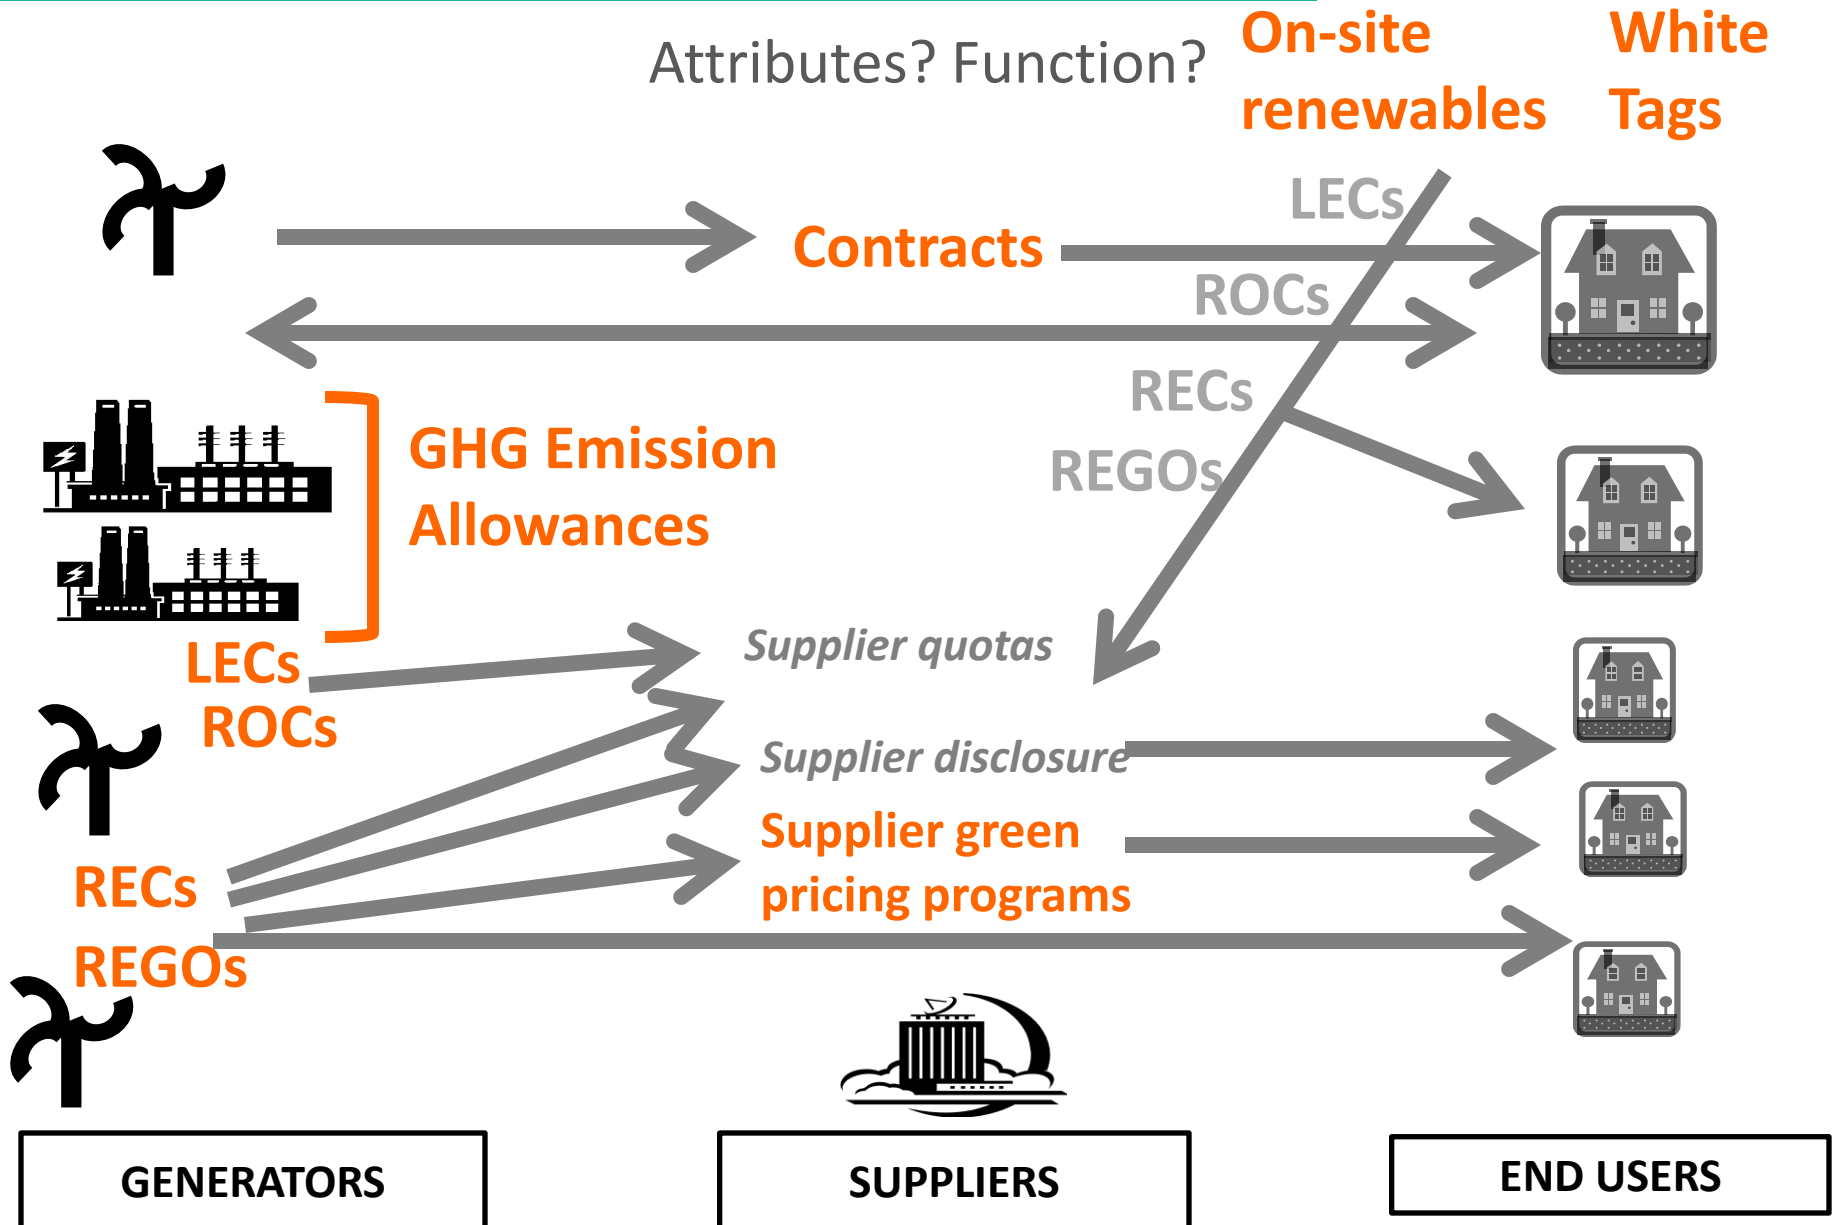 Attributes? Function?
On-site
renewables
White
Tags
LECs
Contracts
ROCs
RECs
REGOs
GHG Emission
Allowances
LECs
ROCs
Supplier quotas
Supplier disclosure
Supplier green
pricing programs
RECs
REGOs
GENERATORS
SUPPLIERS
END USERS